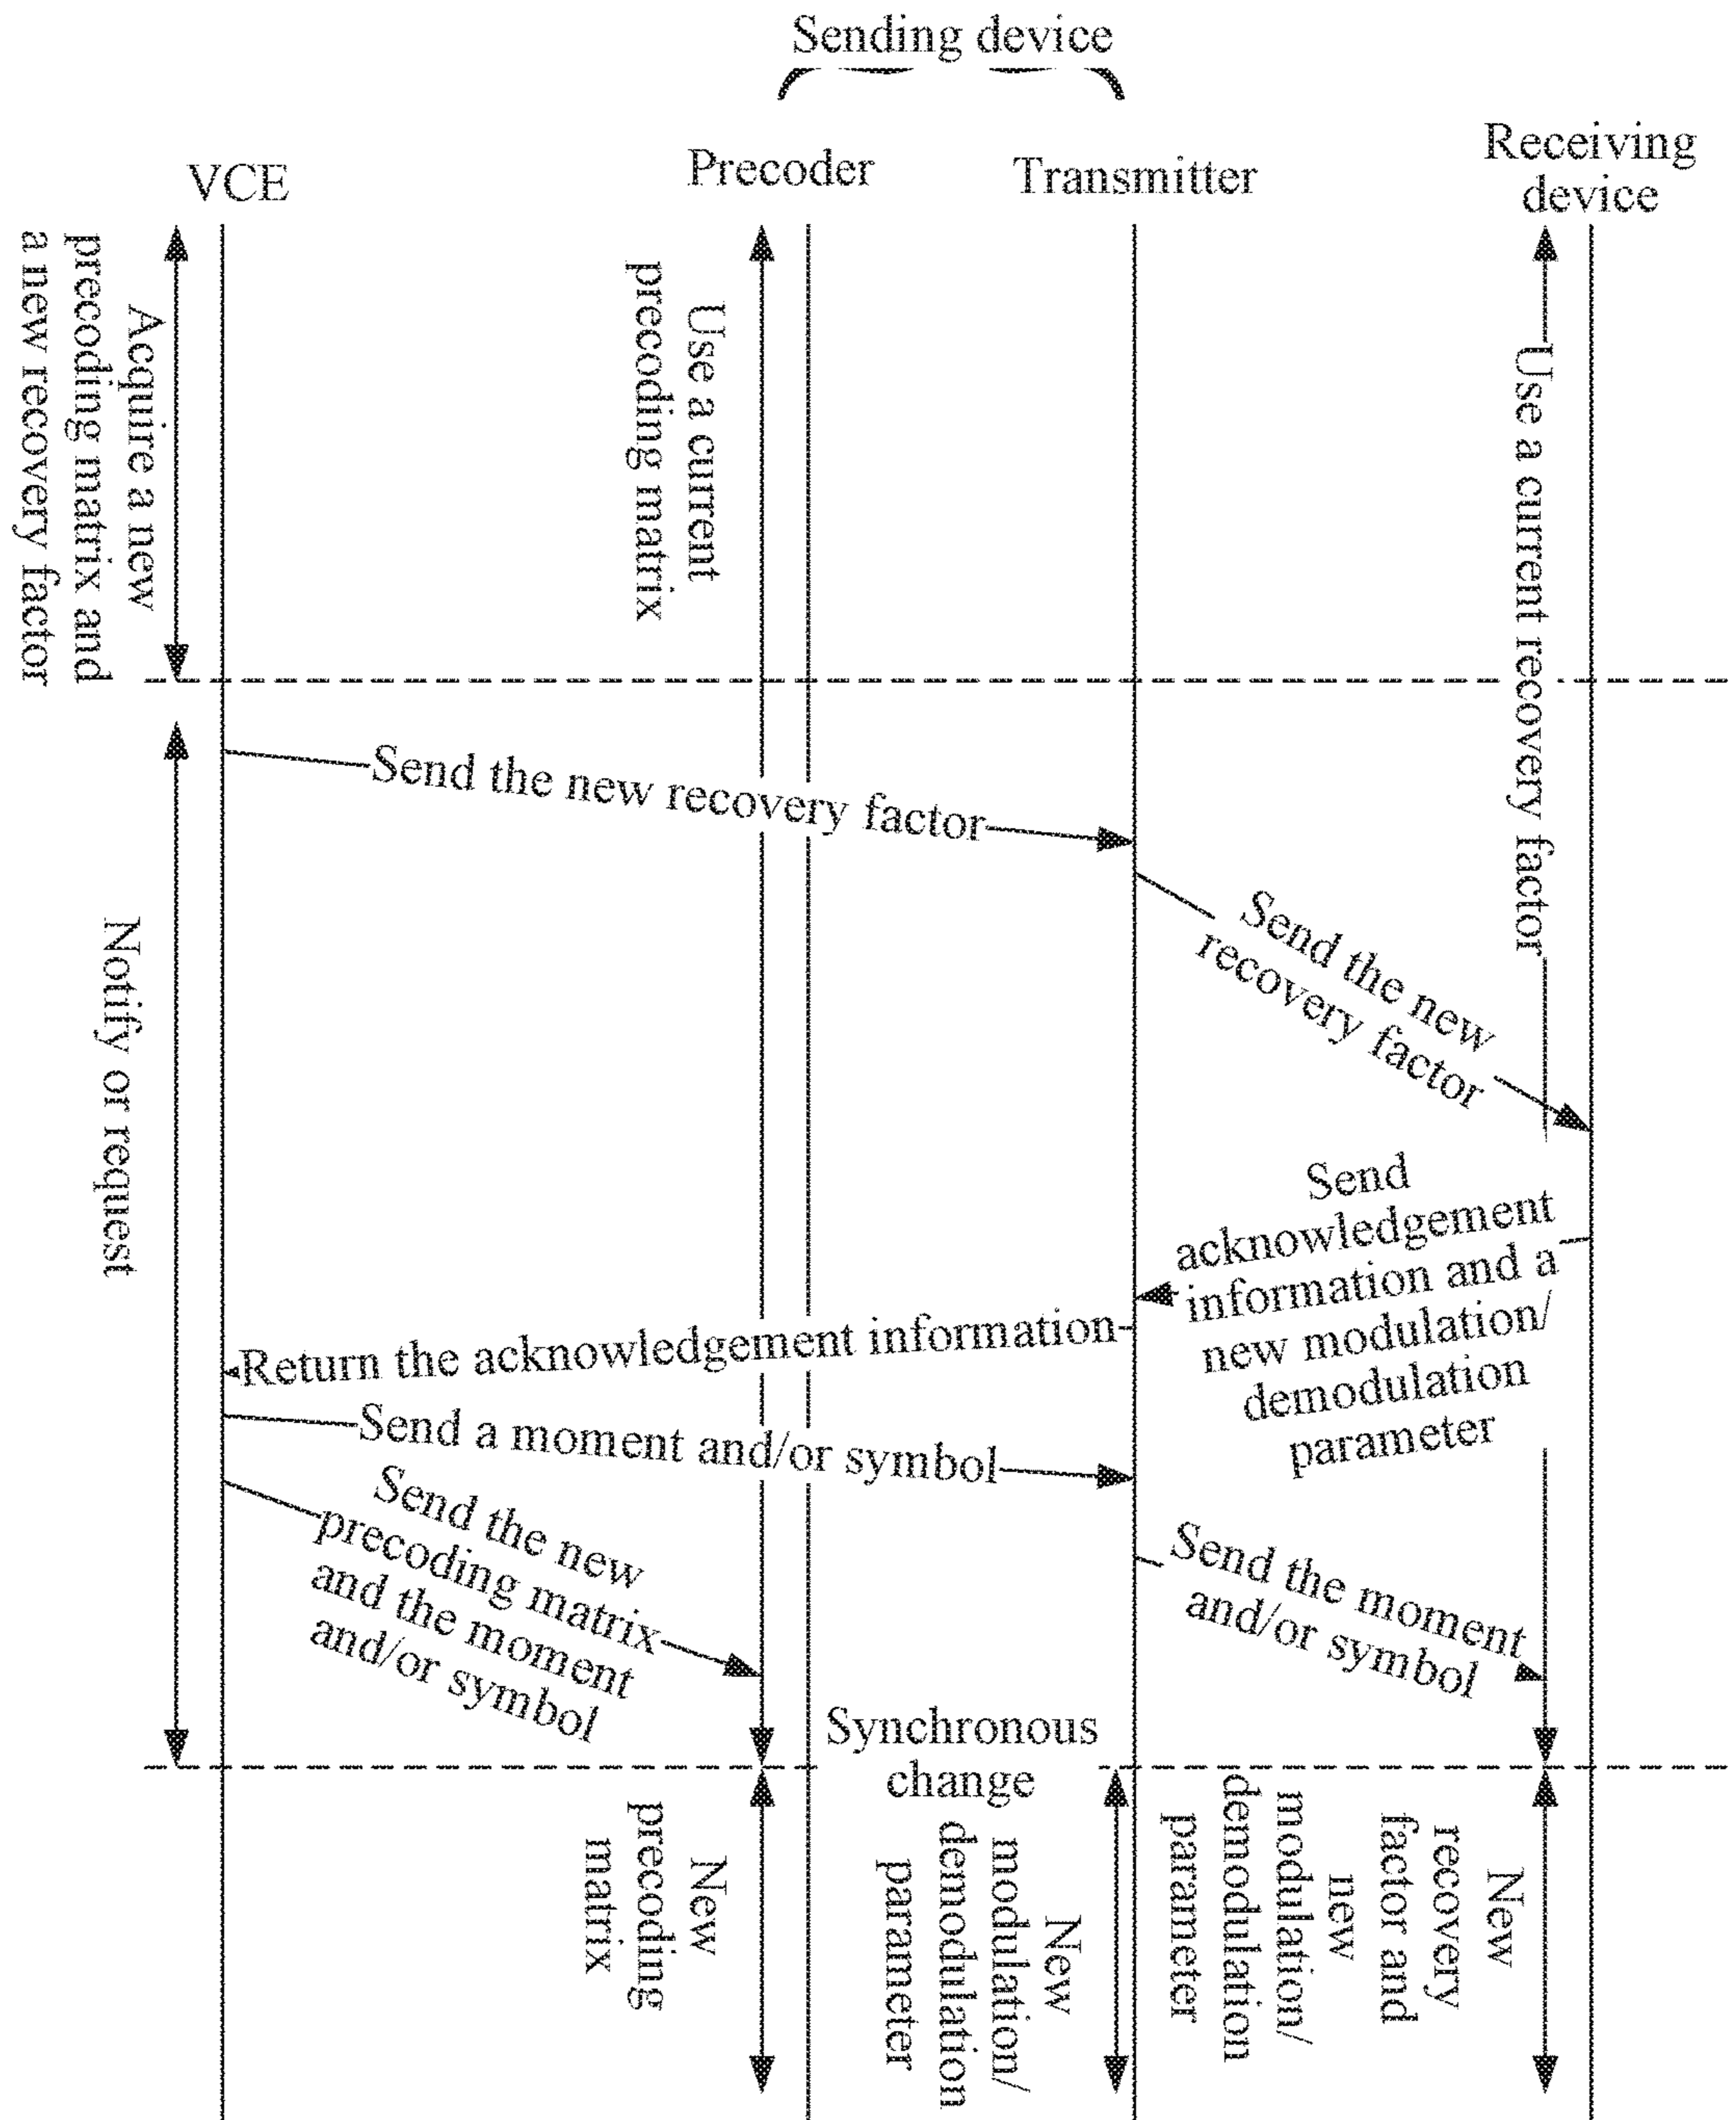 Sending device
VCE
Precoder
Transmitter
Receiving
device
Acquire a new
precoding matrix and
a new recovery factor
Use a current
precoding matrix
Use a current recovery factor
Notify or request
Send the new recovery factor
Send the new
recovery factor
Send
acknowledgement
information and a
new modulation/
demodulation
parameter
Return the acknowledgement information
Send a moment and/or symbol
Send the new
precoding matrix
and the moment
and/or symbol
Send the moment
and/or symbol
Synchronous
change
New
precoding
matrix
New
modulation/
demodulation
parameter
New
recovery
factor and
new
modulation/
demodulation
parameter